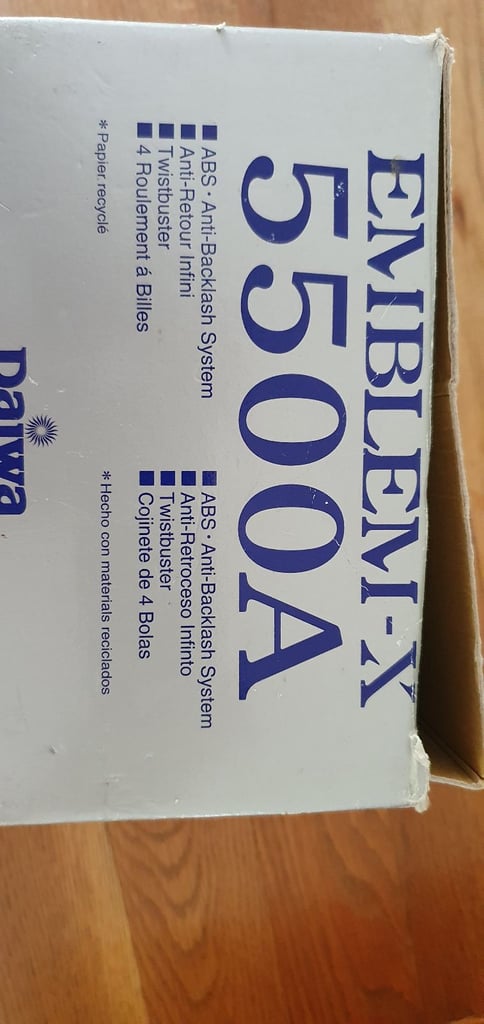 EMBLEM-X
5500A
■ ABS・Anti-Backlash System
■ Anti-Retour Infini
■ Twistbuster
■ 4 Roulement á Billes
* Papier recyclé
■ ABS・Anti-Backlash System
■ Anti-Retroceso Infinto
■ Twistbuster
■ Cojinete de 4 Bolas
* Hecho con materials reciclados
Daiwa